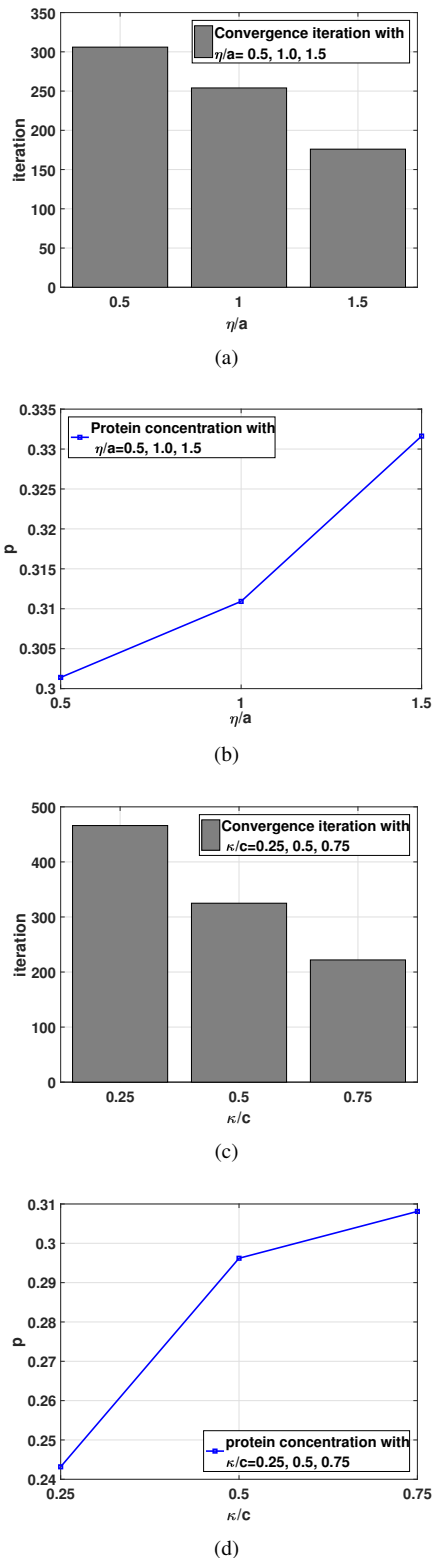 350
300
250
200
150
100
50
0
iteration
Convergence iteration with
η/a= 0.5, 1.0, 1.5
0.5 1 1.5
η/a
(a)
0.335
0.33
0.325
0.32
0.315
0.31
0.305
0.3
p
Protein concentration with
η/a=0.5, 1.0, 1.5
0.5 1 1.5
η/a
(b)
500
400
300
200
100
0
iteration
Convergence iteration with
κ/c=0.25, 0.5, 0.75
0.25 0.5 0.75
κ/c
(c)
0.31
0.3
0.29
0.28
0.27
0.26
0.25
0.24
p
protein concentration with
κ/c=0.25, 0.5, 0.75
0.25 0.5 0.75
κ/c
(d)